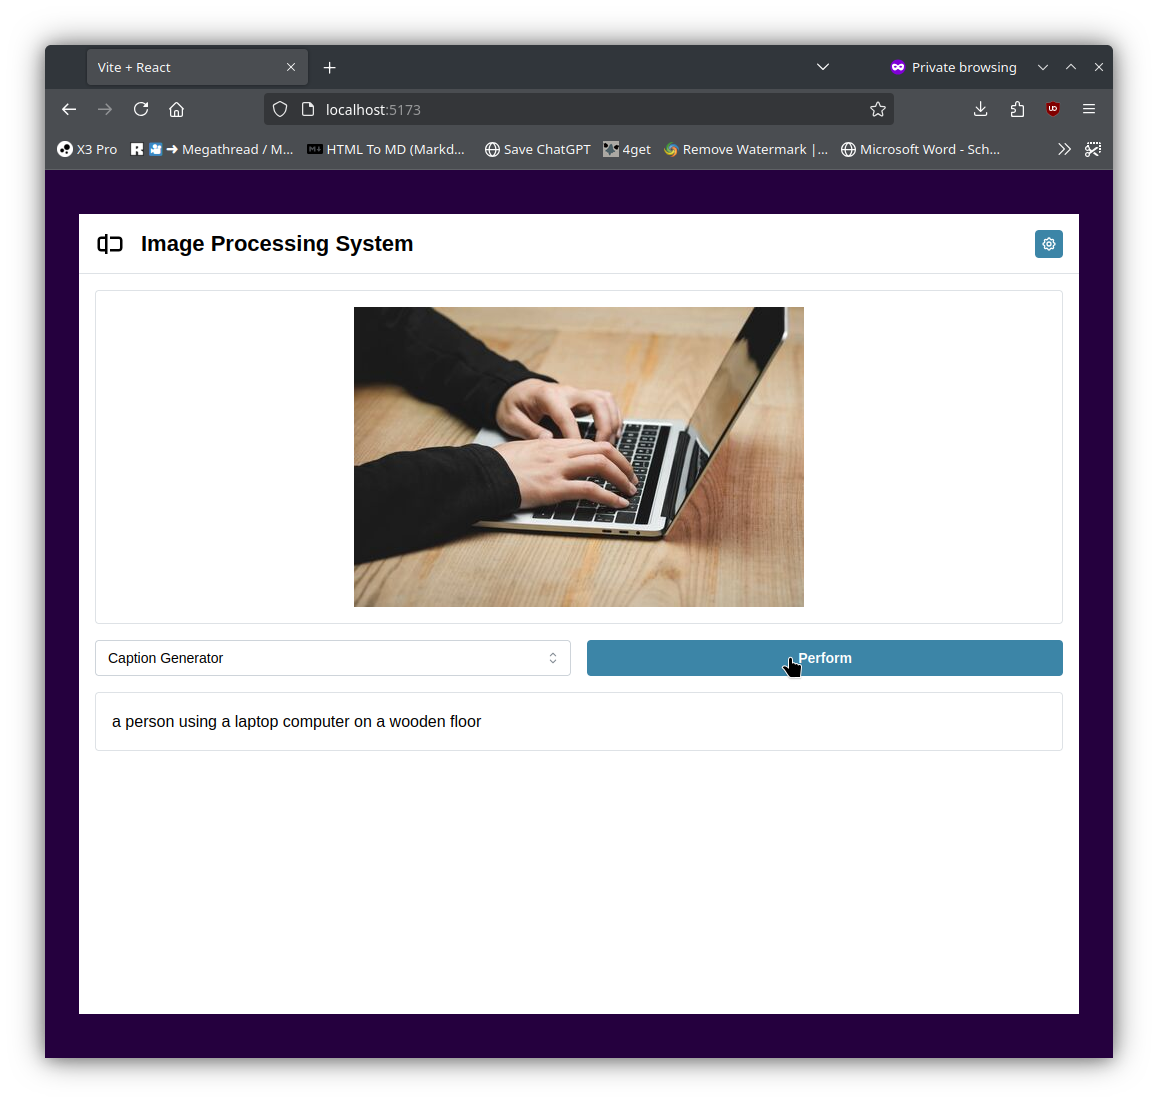 Vite + React
Private browsing
localhost:5173
X3 Pro
R ➜ Megathread / M...
M↓ HTML To MD (Markd...
Save ChatGPT
4get
Remove Watermark |...
Microsoft Word - Sch...
Image Processing System
Caption Generator
Perform
a person using a laptop computer on a wooden floor